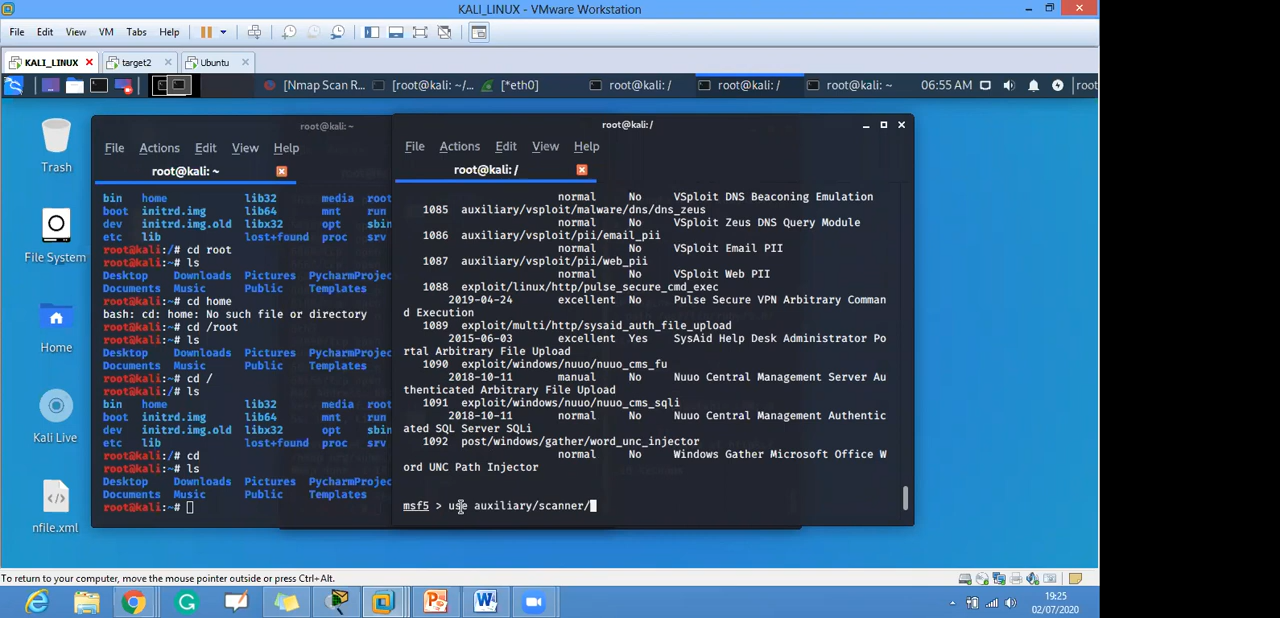 KALI_LINUX - VMware Workstation
File Edit View VM Tabs Help
KALI_LINUX target2 Ubuntu
[Nmap Scan R... [root@kali: ~/... [*eth0] root@kali: / root@kali: / root@kali: ~ 06:55 AM root
Trash
File System
Home
Kali Live
nfile.xml
root@kali: ~
File Actions Edit View Help
root@kali: ~
bin home lib32 media root
boot initrd.img lib64 mnt run
dev initrd.img.old libx32 opt sbin
etc lib lost+found proc srv
root@kali:/# cd root
root@kali:~# ls
Desktop Downloads Pictures PycharmProjec
Documents Music Public Templates
root@kali:~# cd home
bash: cd: home: No such file or directory
root@kali:~# cd /root
root@kali:~# ls
Desktop Downloads Pictures PycharmProjec
Documents Music Public Templates
root@kali:~# cd /
root@kali:/# ls
bin home lib32 media root
boot initrd.img lib64 mnt run
dev initrd.img.old libx32 opt sbin
etc lib lost+found proc srv
root@kali:/# cd
root@kali:~# ls
Desktop Downloads Pictures PycharmProjec
Documents Music Public Templates
root@kali:~#
root@kali:/
File Actions Edit View Help
root@kali: /
normal No VSploit DNS Beaconing Emulation
1085 auxiliary/vsploit/malware/dns/dns_zeus
normal No VSploit Zeus DNS Query Module
1086 auxiliary/vsploit/pii/email_pii
normal No VSploit Email PII
1087 auxiliary/vsploit/pii/web_pii
normal No VSploit Web PII
1088 exploit/linux/http/pulse_secure_cmd_exec
2019-04-24 excellent No Pulse Secure VPN Arbitrary Comman
d Execution
1089 exploit/multi/http/sysaid_auth_file_upload
2015-06-03 excellent Yes SysAid Help Desk Administrator Po
rtal Arbitrary File Upload
1090 exploit/windows/nuuo/nuuo_cms_fu
2018-10-11 manual No Nuuo Central Management Server Au
thenticated Arbitrary File Upload
1091 exploit/windows/nuuo/nuuo_cms_sqli
2018-10-11 normal No Nuuo Central Management Authentic
ated SQL Server SQLi
1092 post/windows/gather/word_unc_injector
normal No Windows Gather Microsoft Office W
ord UNC Path Injector
msf5 > use auxiliary/scanner/
To return to your computer, move the mouse pointer outside or press Ctrl+Alt.
19:25
02/07/2020